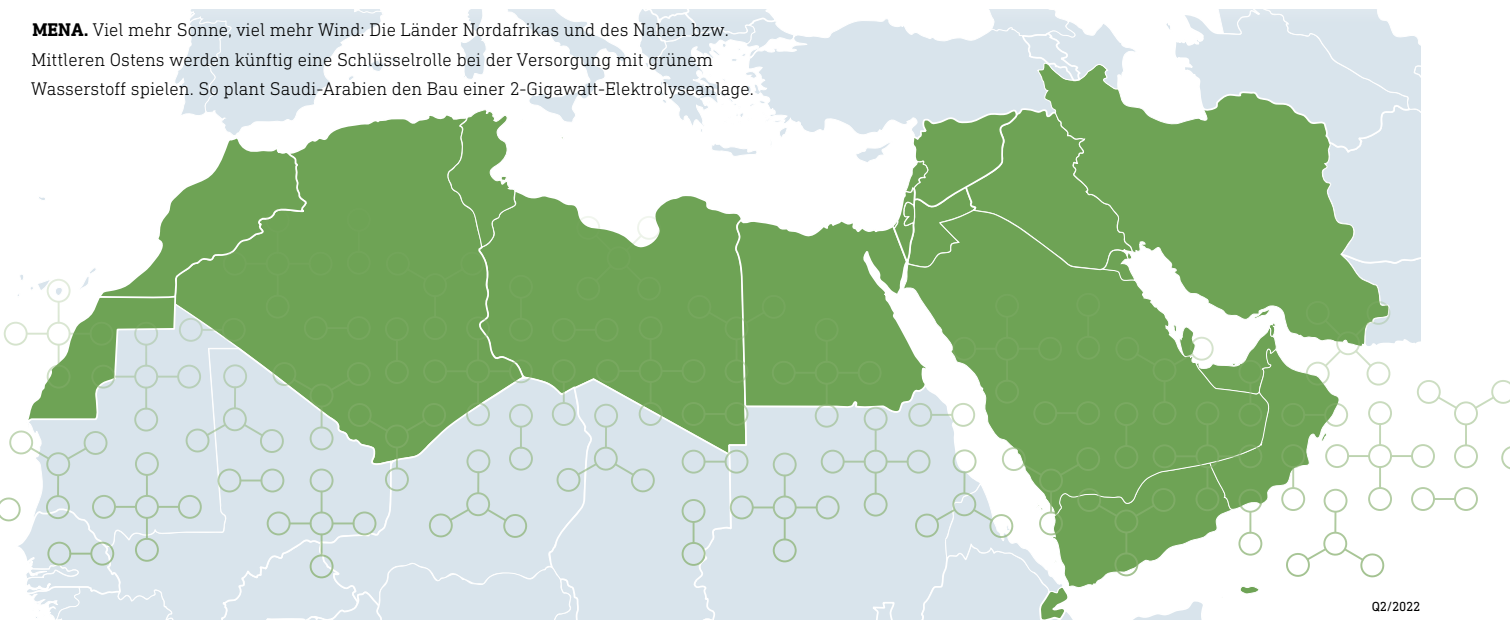 MENA. Viel mehr Sonne, viel mehr Wind: Die Länder Nordafrikas und des Nahen bzw.
Mittleren Ostens werden künftig eine Schlüsselrolle bei der Versorgung mit grünem
Wasserstoff spielen. So plant Saudi-Arabien den Bau einer 2-Gigawatt-Elektrolyseanlage.
Q2/2022